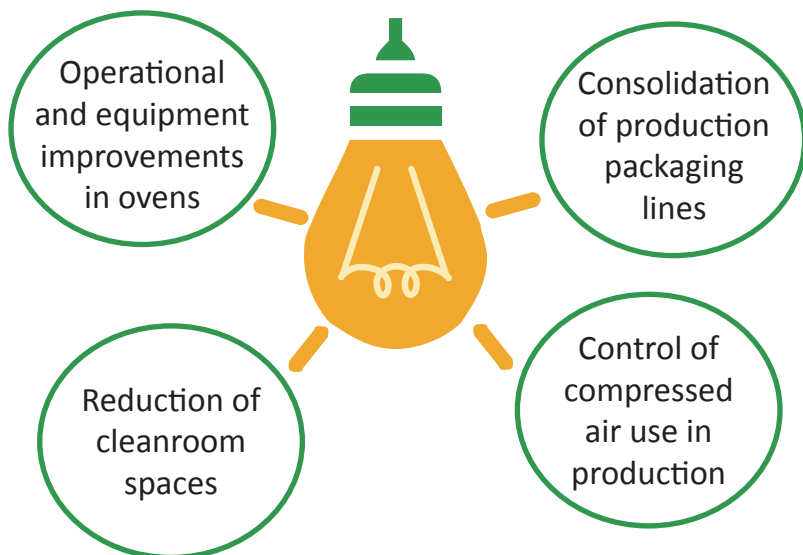 Operational
and equipment
improvements
in ovens
Consolidation
of production
packaging
lines
Reduction of
cleanroom
spaces
Control of
compressed
air use in
production